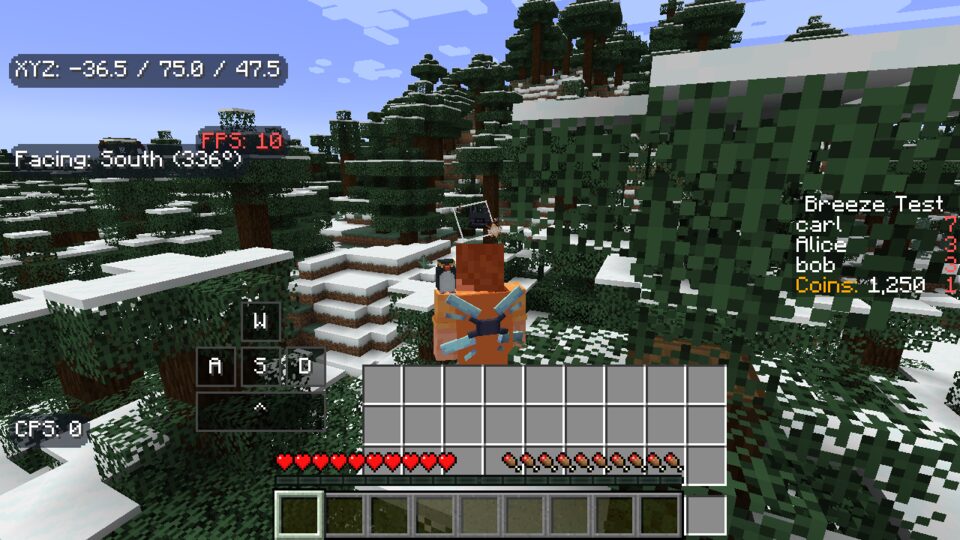 XYZ: -36.5 / 75.0 / 47.5
FPS: 10
Facing: South (336°)
Breeze Test
carl 7
Alice 3
bob 3
Coins: 1,250 1
W
A S D
^
CPS: 0